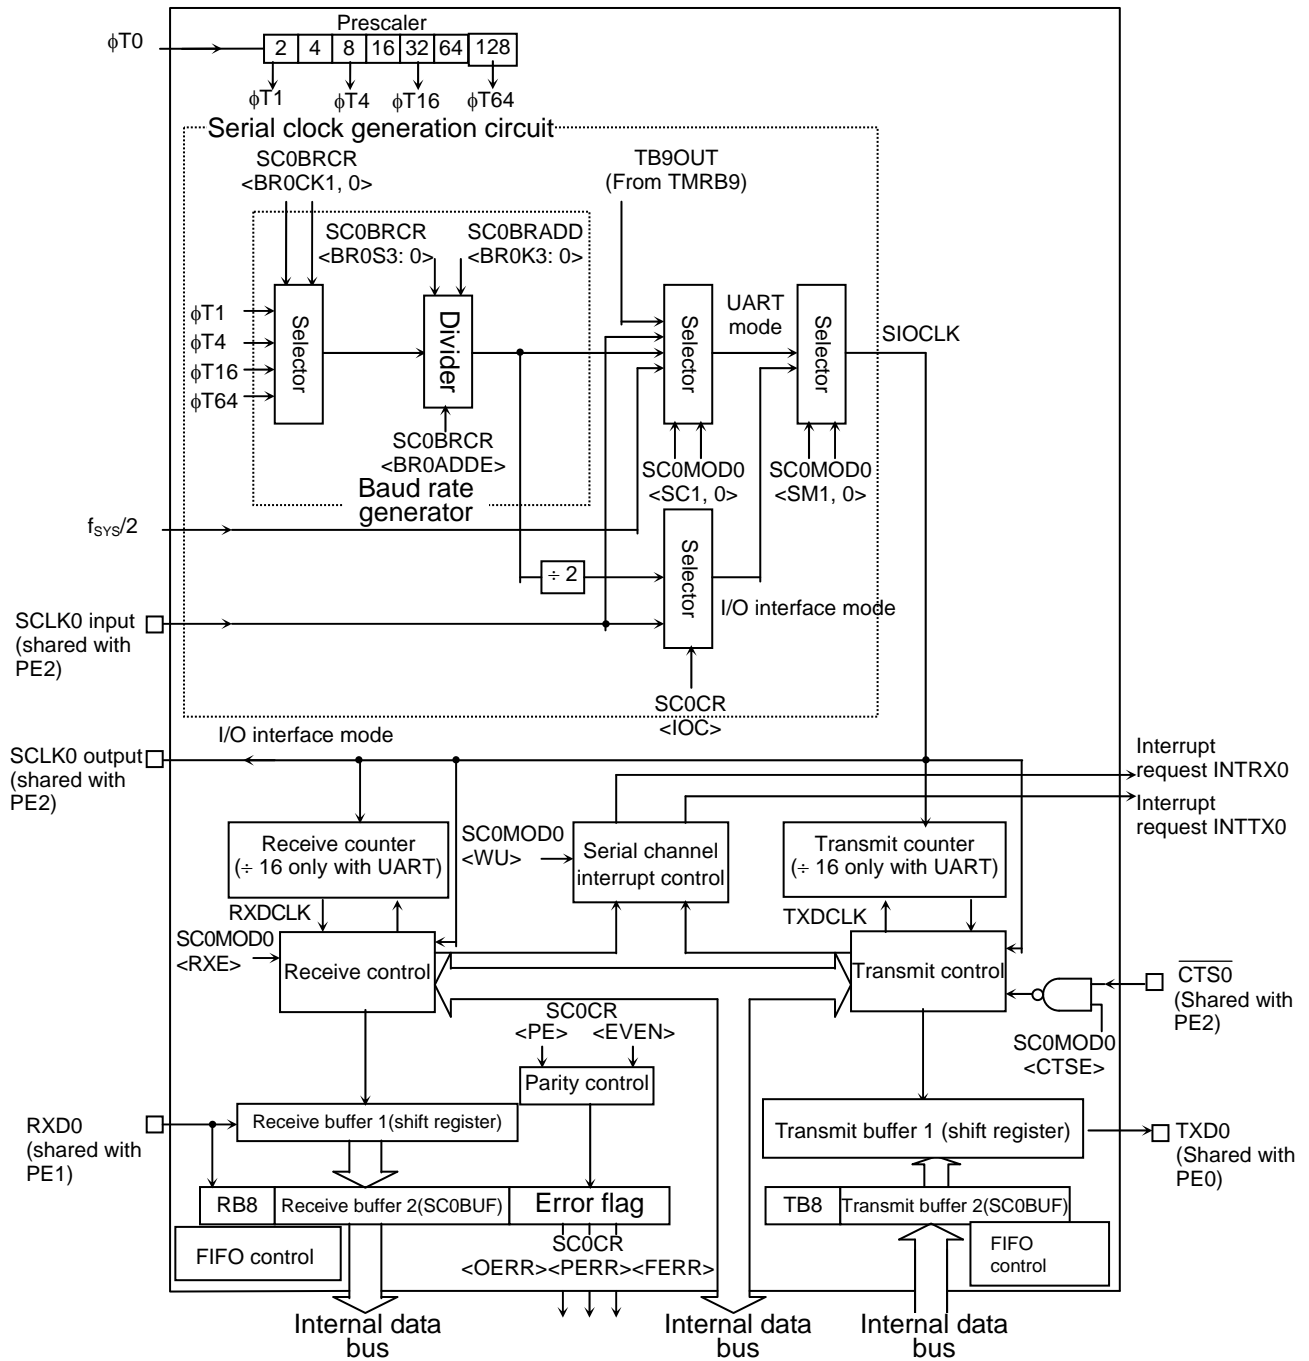 Prescaler
ϕT0
2 4 8 16 32 64 128
ϕT1 ϕT4 ϕT16 ϕT64
Serial clock generation circuit
SC0BRCR
<BR0CK1, 0>
TB9OUT
(From TMRB9)
SC0BRCR
<BR0S3: 0>
SC0BRADD
<BR0K3: 0>
ϕT1
ϕT4
ϕT16
ϕT64
Selector
Divider
Selector
UART
mode
Selector
SIOCLK
SC0BRCR
<BR0ADDE>
Baud rate
generator
SC0MOD0
<SC1, 0>
SC0MOD0
<SM1, 0>
fSYS/2
÷ 2
Selector
I/O interface mode
SCLK0 input
(shared with
PE2)
SC0CR
<IOC>
I/O interface mode
SCLK0 output
(shared with
PE2)
Interrupt
request INTRX0
Interrupt
request INTTX0
Receive counter
(÷ 16 only with UART)
SC0MOD0
<WU>
Serial channel
interrupt control
Transmit counter
(÷ 16 only with UART)
RXDCLK
TXDCLK
SC0MOD0
<RXE>
Receive control
Transmit control
CTS0
(Shared with
PE2)
SC0MOD0
<CTSE>
SC0CR
<PE> <EVEN>
Parity control
RXD0
(shared with
PE1)
Receive buffer 1(shift register)
Transmit buffer 1 (shift register)
TXD0
(Shared with
PE0)
RB8 Receive buffer 2(SC0BUF) Error flag
TB8 Transmit buffer 2(SC0BUF)
FIFO control
SC0CR
<OERR><PERR><FERR>
FIFO
control
Internal data
bus
Internal data
bus
Internal data
bus